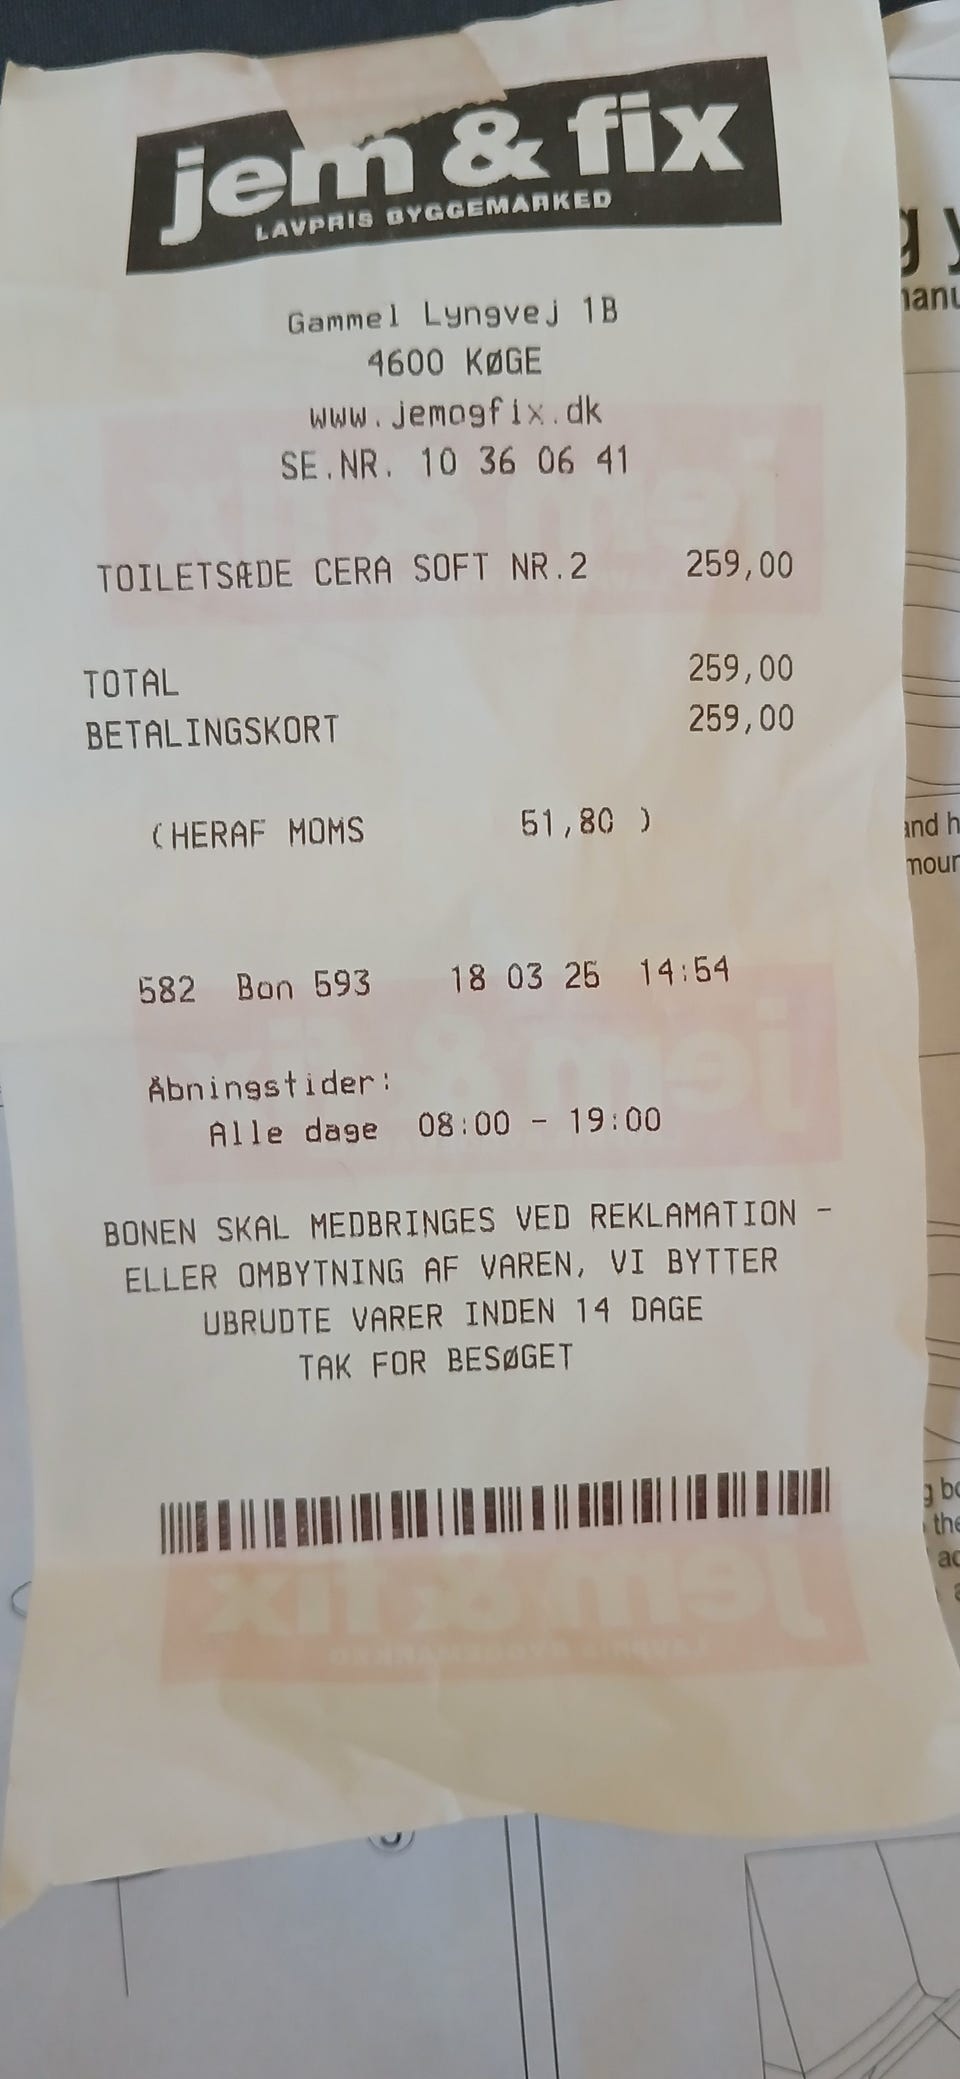 jem & fix
LAVPRIS BYGGEMARKED
Gammel Lyngvej 1B
4600 KØGE
www.jemogfix.dk
SE.NR. 10 36 06 41
TOILETSÆDE CERA SOFT NR.2 259,00
TOTAL 259,00
BETALINGSKORT 259,00
(HERAF MOMS 51,80 )
582 Bon 593 18 03 25 14:54
Åbningstider:
Alle dage 08:00 - 19:00
BONEN SKAL MEDBRINGES VED REKLAMATION -
ELLER OMBYTNING AF VAREN, VI BYTTER
UBRUDTE VARER INDEN 14 DAGE
TAK FOR BESØGET
and h
the